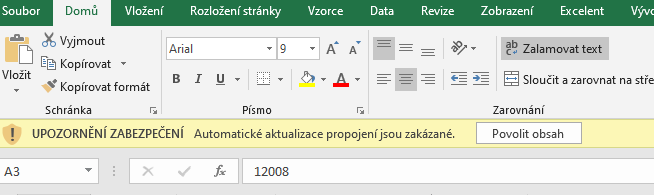 Soubor Domů Vložení Rozložení stránky Vzorce Data Revize Zobrazení Excelent Vývo
Vyjmout
Arial 9 A A ab Zalamovat text
Kopírovat
Vložit
Kopírovat formát
B I U A Sloučit a zarovnat na stře
Schránka Písmo Zarovnání
UPOZORNĚNÍ ZABEZPEČENÍ Automatické aktualizace propojení jsou zakázané. Povolit obsah
A3 fx 12008